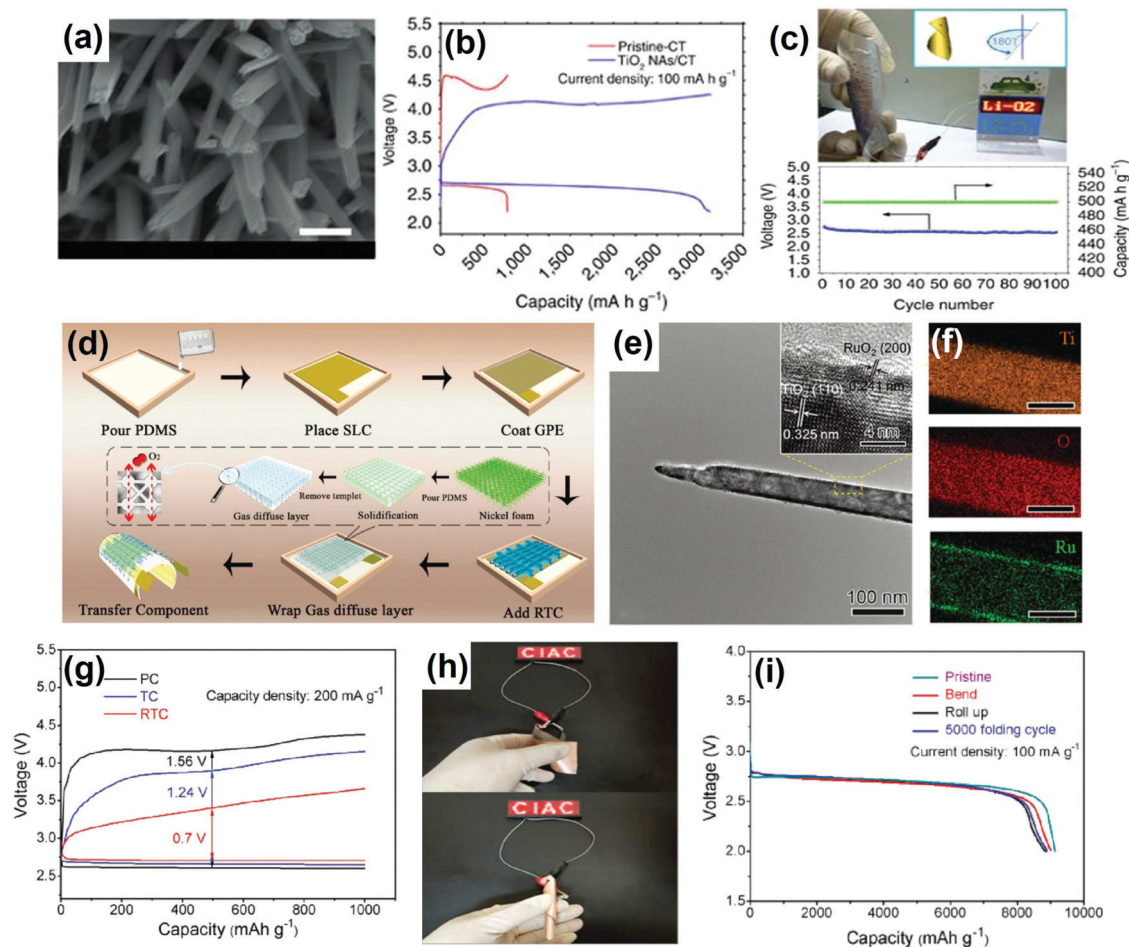 (a)
(b)
5.0
4.5
4.0
3.5
3.0
2.5
2.0
Voltage (V)
Pristine-CT
TiO2 NAs/CT
Current density: 100 mA h g−1
0
500
1,000
1,500
2,000
2,500
3,000
3,500
Capacity (mA h g−1)
(c)
180°
Li-O2
5.0
4.5
4.0
3.5
3.0
2.5
2.0
1.5
1.0
Voltage (V)
540
520
500
480
460
440
420
400
Capacity (mA h g−1)
0 10 20 30 40 50 60 70 80 90 100
Cycle number
(d)
Pour PDMS
Place SLC
Coat GPE
O2
Gas diffuse layer
Remove templet
Solidification
Pour PDMS
Nickel foam
Transfer Component
Wrap Gas diffuse layer
Add RTC
(e)
RuO2 (200)
0.241 nm
TiO2 (110)
0.325 nm
4 nm
100 nm
(f)
Ti
O
Ru
(g)
5.5
5.0
4.5
4.0
3.5
3.0
2.5
Voltage (V)
PC
TC
RTC
Capacity density: 200 mA g-1
1.56 V
1.24 V
0.7 V
0 200 400 600 800 1000
Capacity (mAh g-1)
(h)
CIAC
CIAC
(i)
4.0
3.5
3.0
2.5
2.0
1.5
Voltage (V)
Pristine
Bend
Roll up
5000 folding cycle
Current density: 100 mA g-1
0 2000 4000 6000 8000 10000
Capacity (mAh g-1)